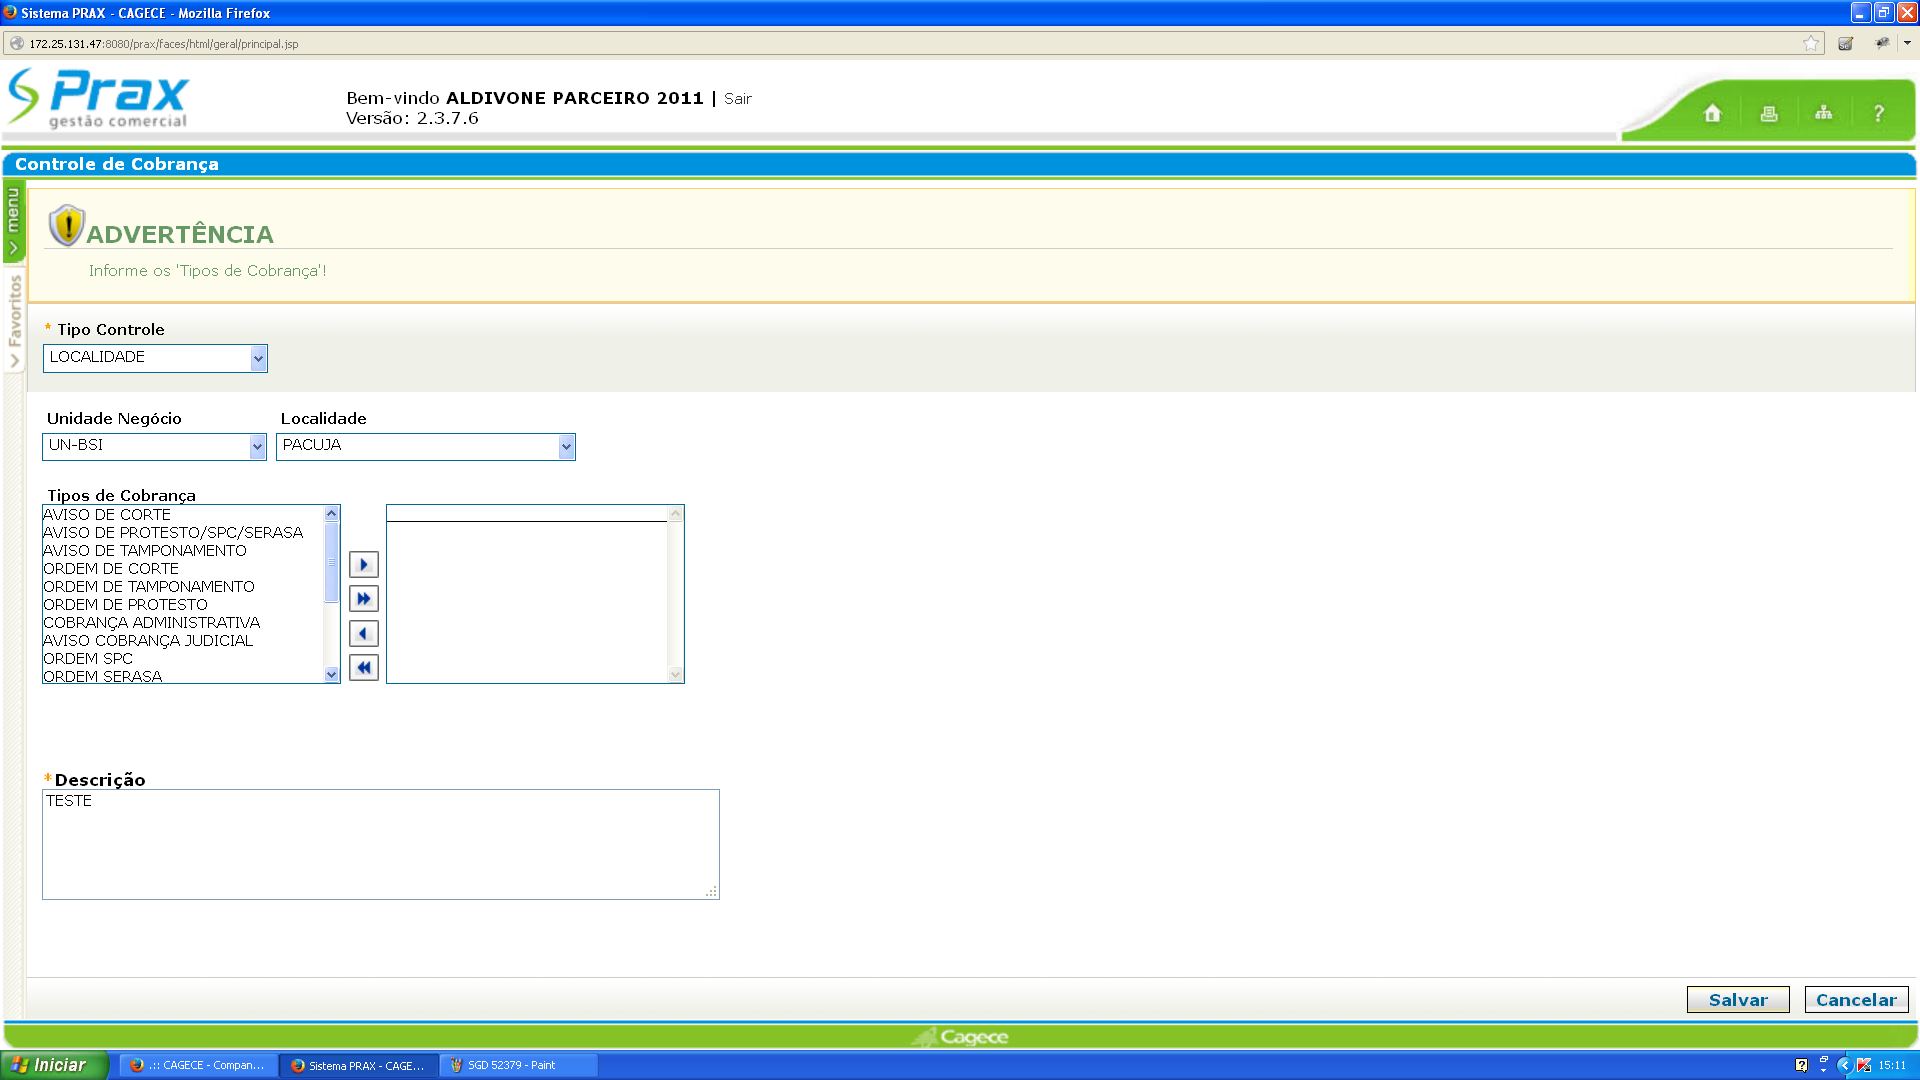 Sistema PRAX - CAGECE - Mozilla Firefox
172.25.131.47:8080/prax/faces/html/geral/principal.jsp
Prax
gestão comercial
Bem-vindo ALDIVONE PARCEIRO 2011 | Sair
Versão: 2.3.7.6
?
Controle de Cobrança
menu
Favoritos
ADVERTÊNCIA
Informe os 'Tipos de Cobrança'!
* Tipo Controle
LOCALIDADE
Unidade Negócio Localidade
UN-BSI PACUJA
Tipos de Cobrança
AVISO DE CORTE
AVISO DE PROTESTO/SPC/SERASA
AVISO DE TAMPONAMENTO
ORDEM DE CORTE
ORDEM DE TAMPONAMENTO
ORDEM DE PROTESTO
COBRANÇA ADMINISTRATIVA
AVISO COBRANÇA JUDICIAL
ORDEM SPC
ORDEM SERASA
*Descrição
TESTE
Salvar Cancelar
Cagece
Iniciar .:: CAGECE - Compan... Sistema PRAX - CAGE... SGD 52379 - Paint 15:11